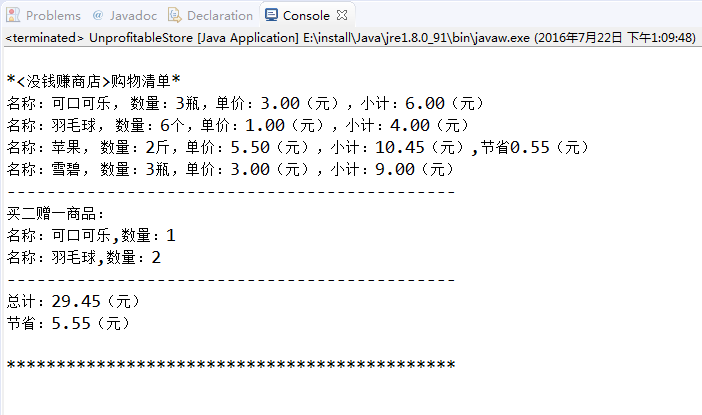 Problems @ Javadoc Declaration Console
<terminated> UnprofitableStore [Java Application] E:\install\Java\jre1.8.0_91\bin\javaw.exe (2016年7月22日 下午1:09:48)
*<没钱赚商店>购物清单*
名称：可口可乐，数量：3瓶，单价：3.00（元），小计：6.00（元）
名称：羽毛球，数量：6个，单价：1.00（元），小计：4.00（元）
名称：苹果，数量：2斤，单价：5.50（元），小计：10.45（元）,节省0.55（元）
名称：雪碧，数量：3瓶，单价：3.00（元），小计：9.00（元）
---------------------------------------------
买二赠一商品：
名称：可口可乐,数量：1
名称：羽毛球,数量：2
---------------------------------------------
总计：29.45（元）
节省：5.55（元）
*********************************************